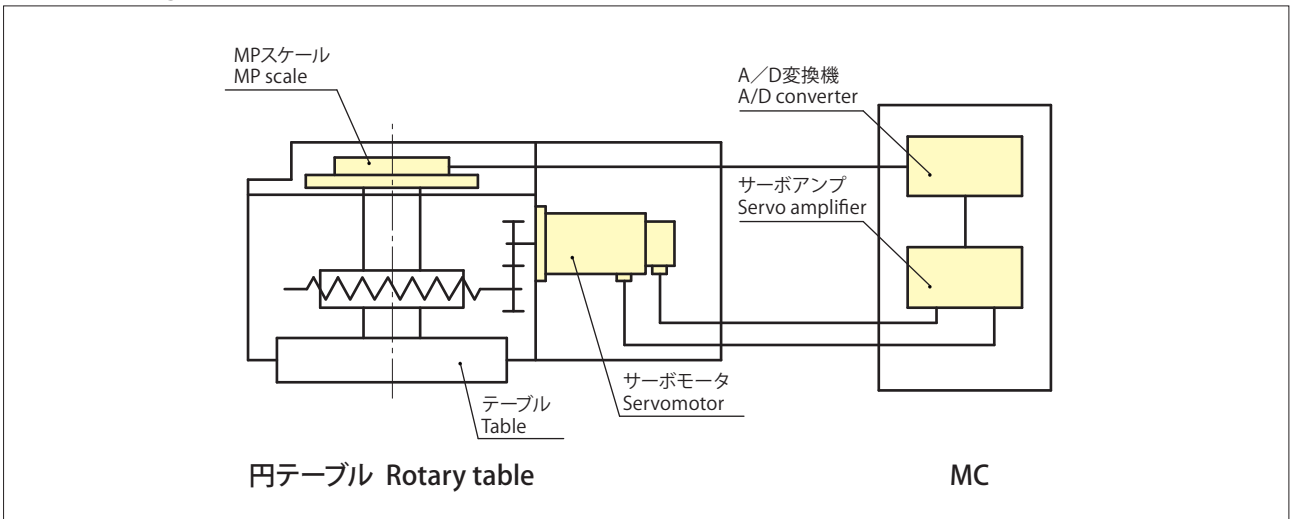 MPスケール
MP scale
A／D変換機
A/D converter
サーボアンプ
Servo amplifier
サーボモータ
Servomotor
テーブル
Table
円テーブル Rotary table
MC